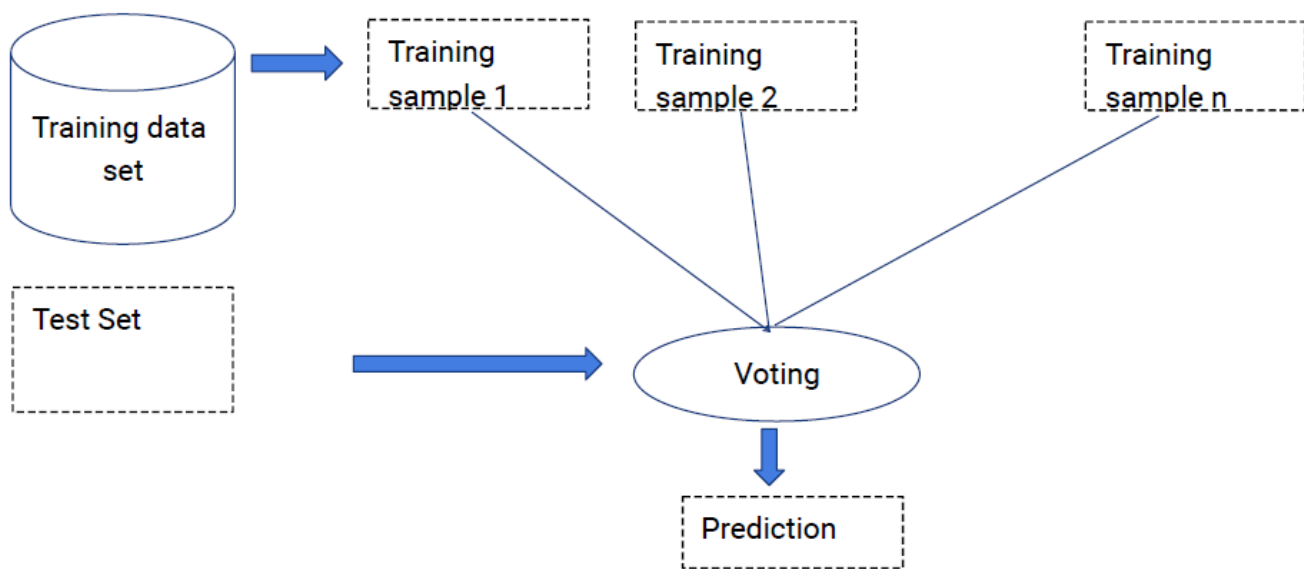 Training data
set
Training
sample 1
Training
sample 2
Training
sample n
Test Set
Voting
Prediction